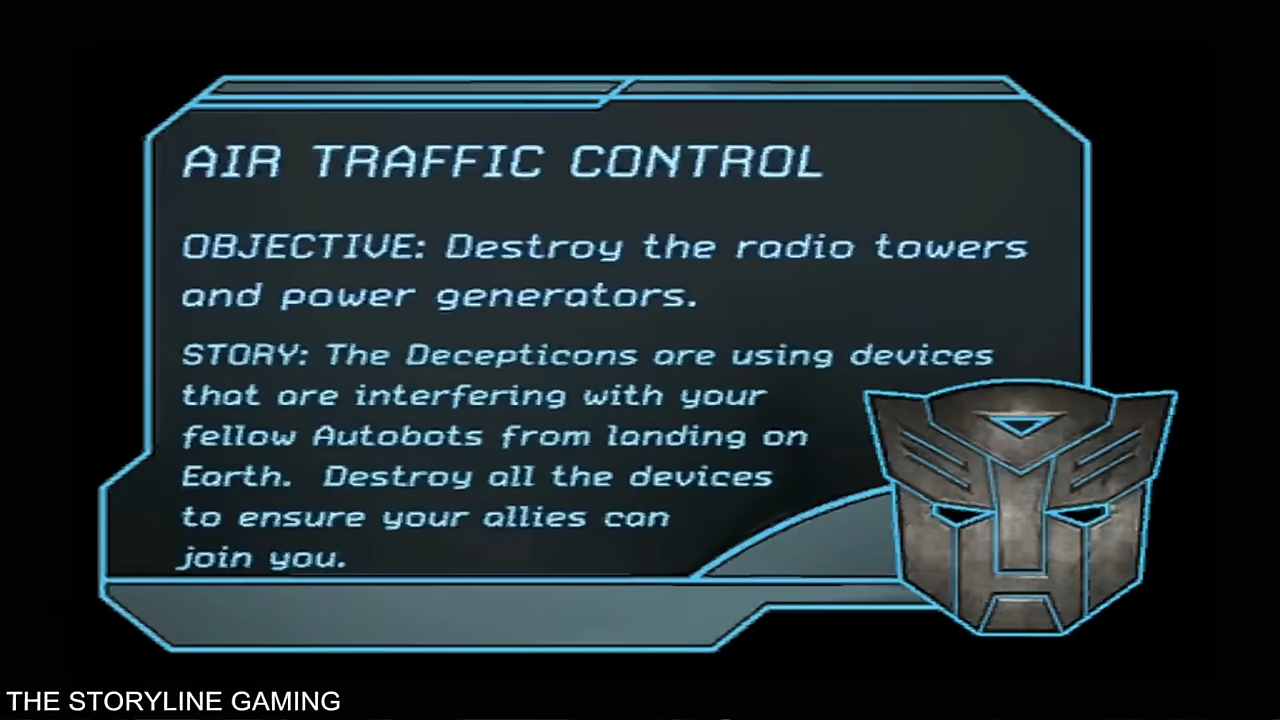 AIR TRAFFIC CONTROL
OBJECTIVE: Destroy the radio towers
and power generators.
STORY: The Decepticons are using devices
that are interfering with your
fellow Autobots from landing on
Earth. Destroy all the devices
to ensure your allies can
join you.
THE STORYLINE GAMING